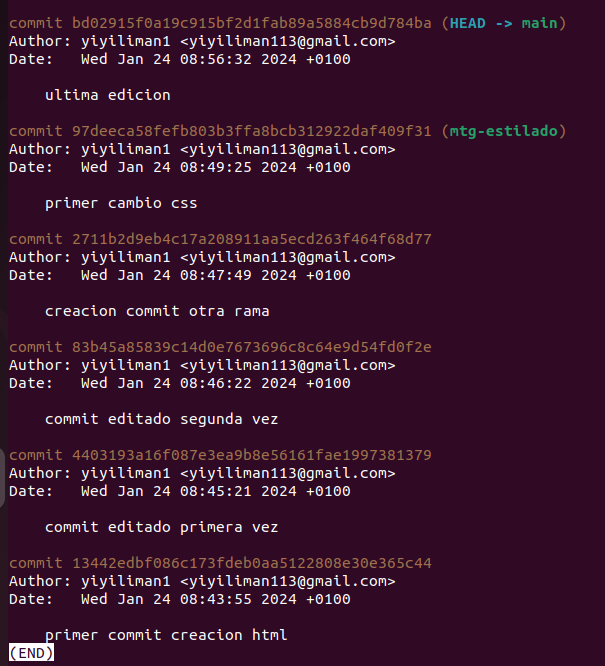 commit bd02915f0a19c915bf2d1fab89a5884cb9d784ba (HEAD -> main)
Author: yiyiliman1 <yiyiliman113@gmail.com>
Date:   Wed Jan 24 08:56:32 2024 +0100
ultima edicion
commit 97deeca58fefb803b3ffa8bcb312922daf409f31 (mtg-estilado)
Author: yiyiliman1 <yiyiliman113@gmail.com>
Date:   Wed Jan 24 08:49:25 2024 +0100
primer cambio css
commit 2711b2d9eb4c17a208911aa5ecd263f464f68d77
Author: yiyiliman1 <yiyiliman113@gmail.com>
Date:   Wed Jan 24 08:47:49 2024 +0100
creacion commit otra rama
commit 83b45a85839c14d0e7673696c8c64e9d54fd0f2e
Author: yiyiliman1 <yiyiliman113@gmail.com>
Date:   Wed Jan 24 08:46:22 2024 +0100
commit editado segunda vez
commit 4403193a16f087e3ea9b8e56161fae1997381379
Author: yiyiliman1 <yiyiliman113@gmail.com>
Date:   Wed Jan 24 08:45:21 2024 +0100
commit editado primera vez
commit 13442edbf086c173fdeb0aa5122808e30e365c44
Author: yiyiliman1 <yiyiliman113@gmail.com>
Date:   Wed Jan 24 08:43:55 2024 +0100
primer commit creacion html
(END)